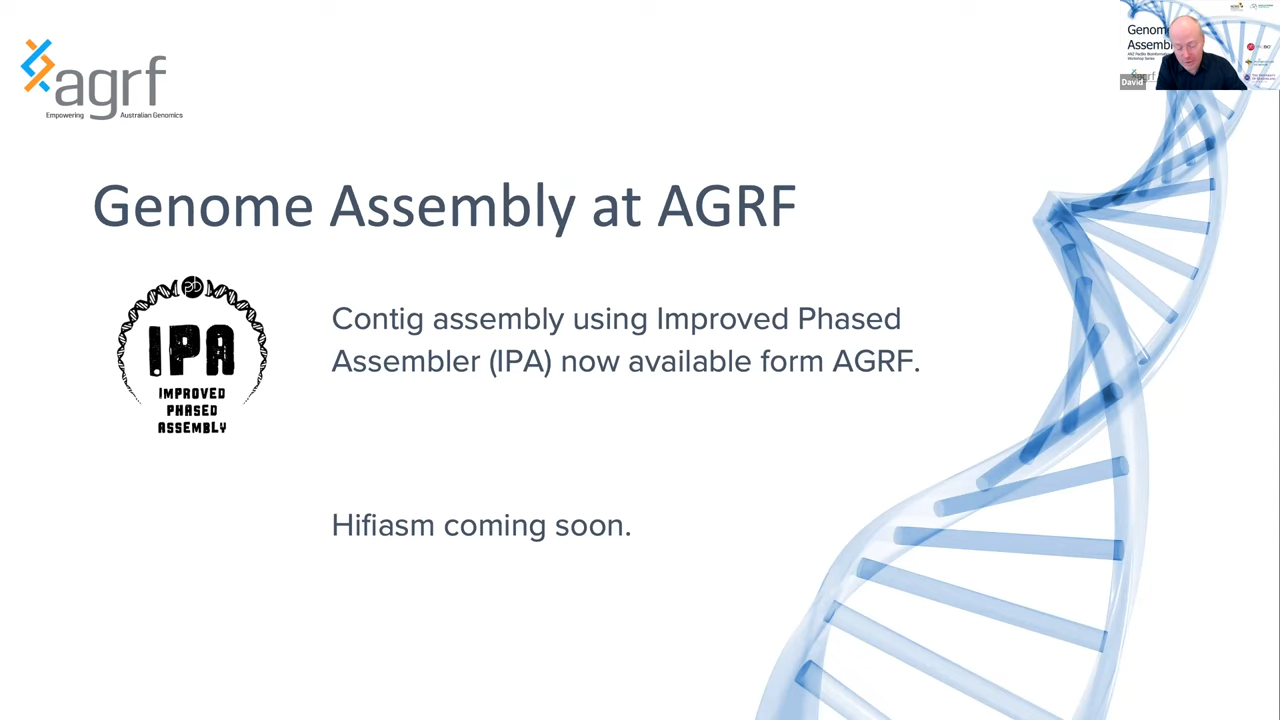 agrf
Empowering Australian Genomics
Genome Assembly at AGRF
IPA
IMPROVED
PHASED
ASSEMBLY
Contig assembly using Improved Phased
Assembler (IPA) now available form AGRF.
Hifiasm coming soon.
David
agrf